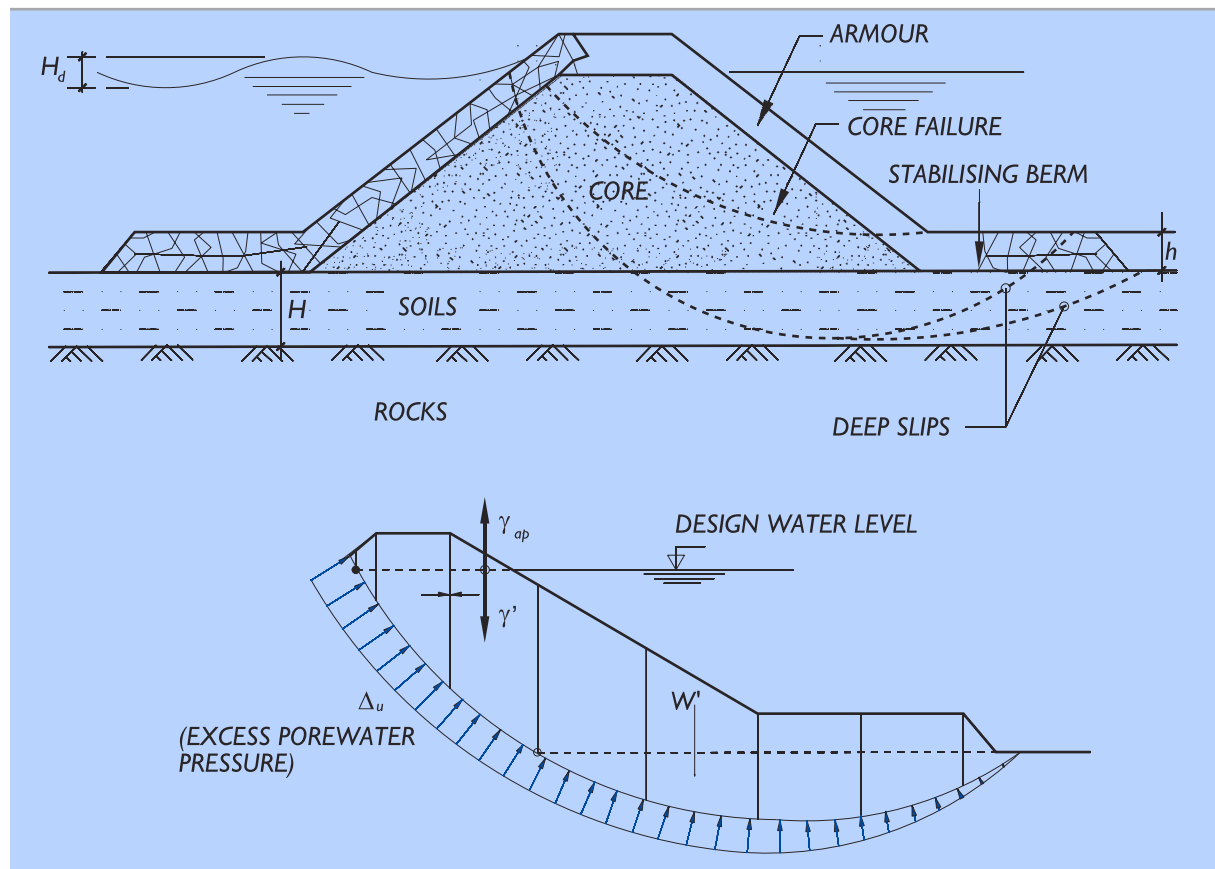 ARMOUR
H_d
CORE FAILURE
STABILISING BERM
CORE
h
H
SOILS
ROCKS
DEEP SLIPS
γ_ap
DESIGN WATER LEVEL
γ'
Δ_u
W'
(EXCESS POREWATER
PRESSURE)